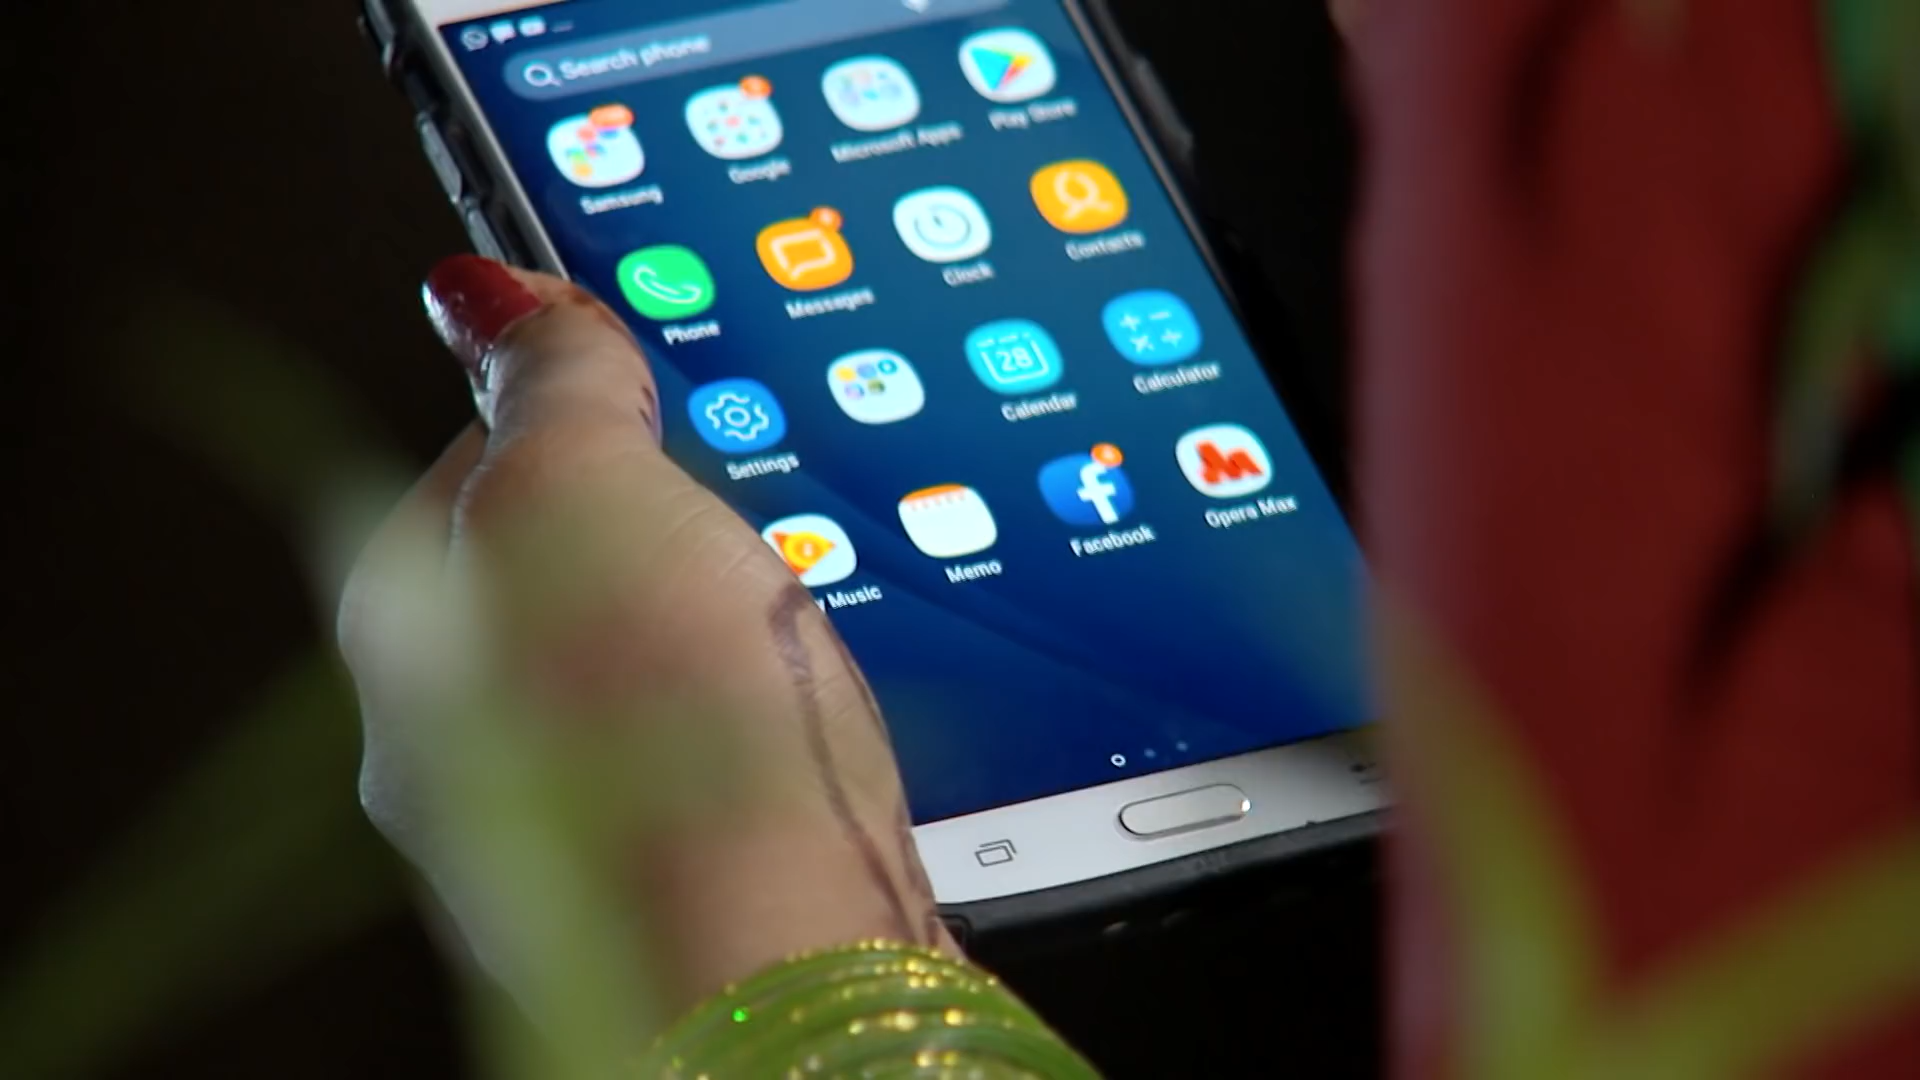 Search phone
Samsung
Google
Microsoft Apps
Play Store
Phone
Messages
Clock
Contacts
Settings
28
Calendar
Calculator
y Music
Memo
Facebook
Opera Max